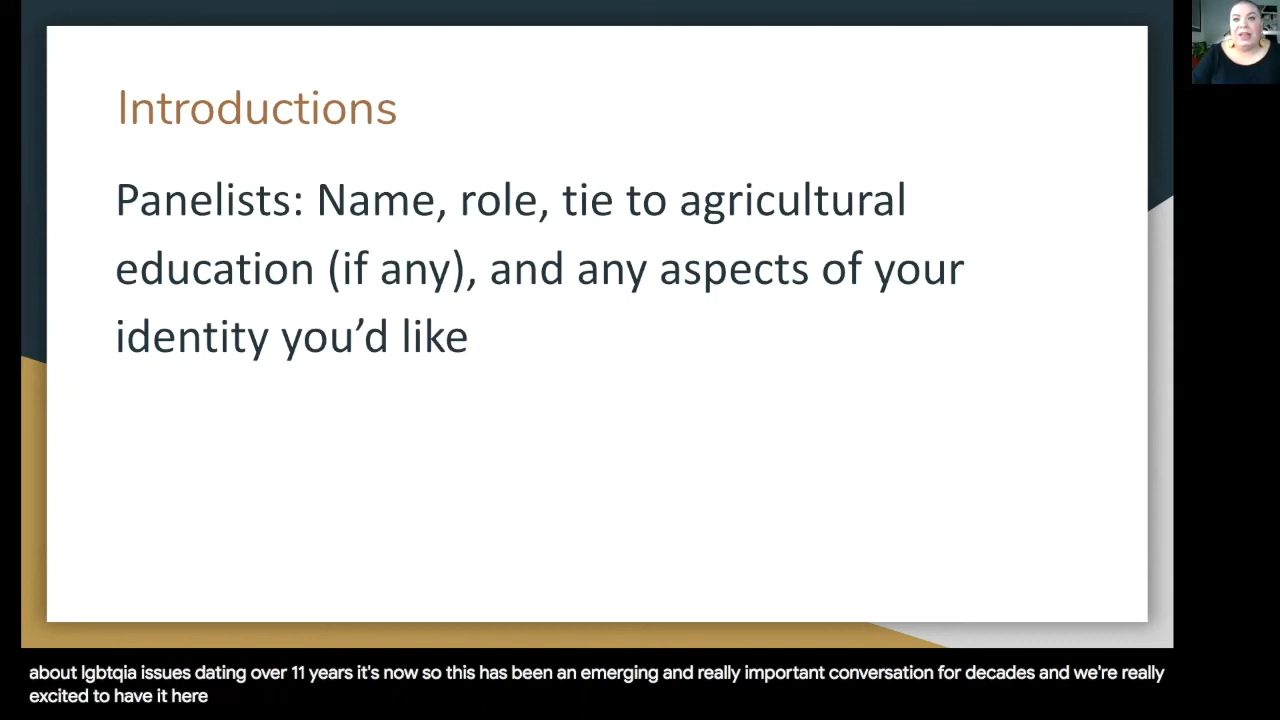 Introductions
Panelists: Name, role, tie to agricultural
education (if any), and any aspects of your
identity you’d like
about lgbtqia issues dating over 11 years it's now so this has been an emerging and really important conversation for decades and we're really
excited to have it here